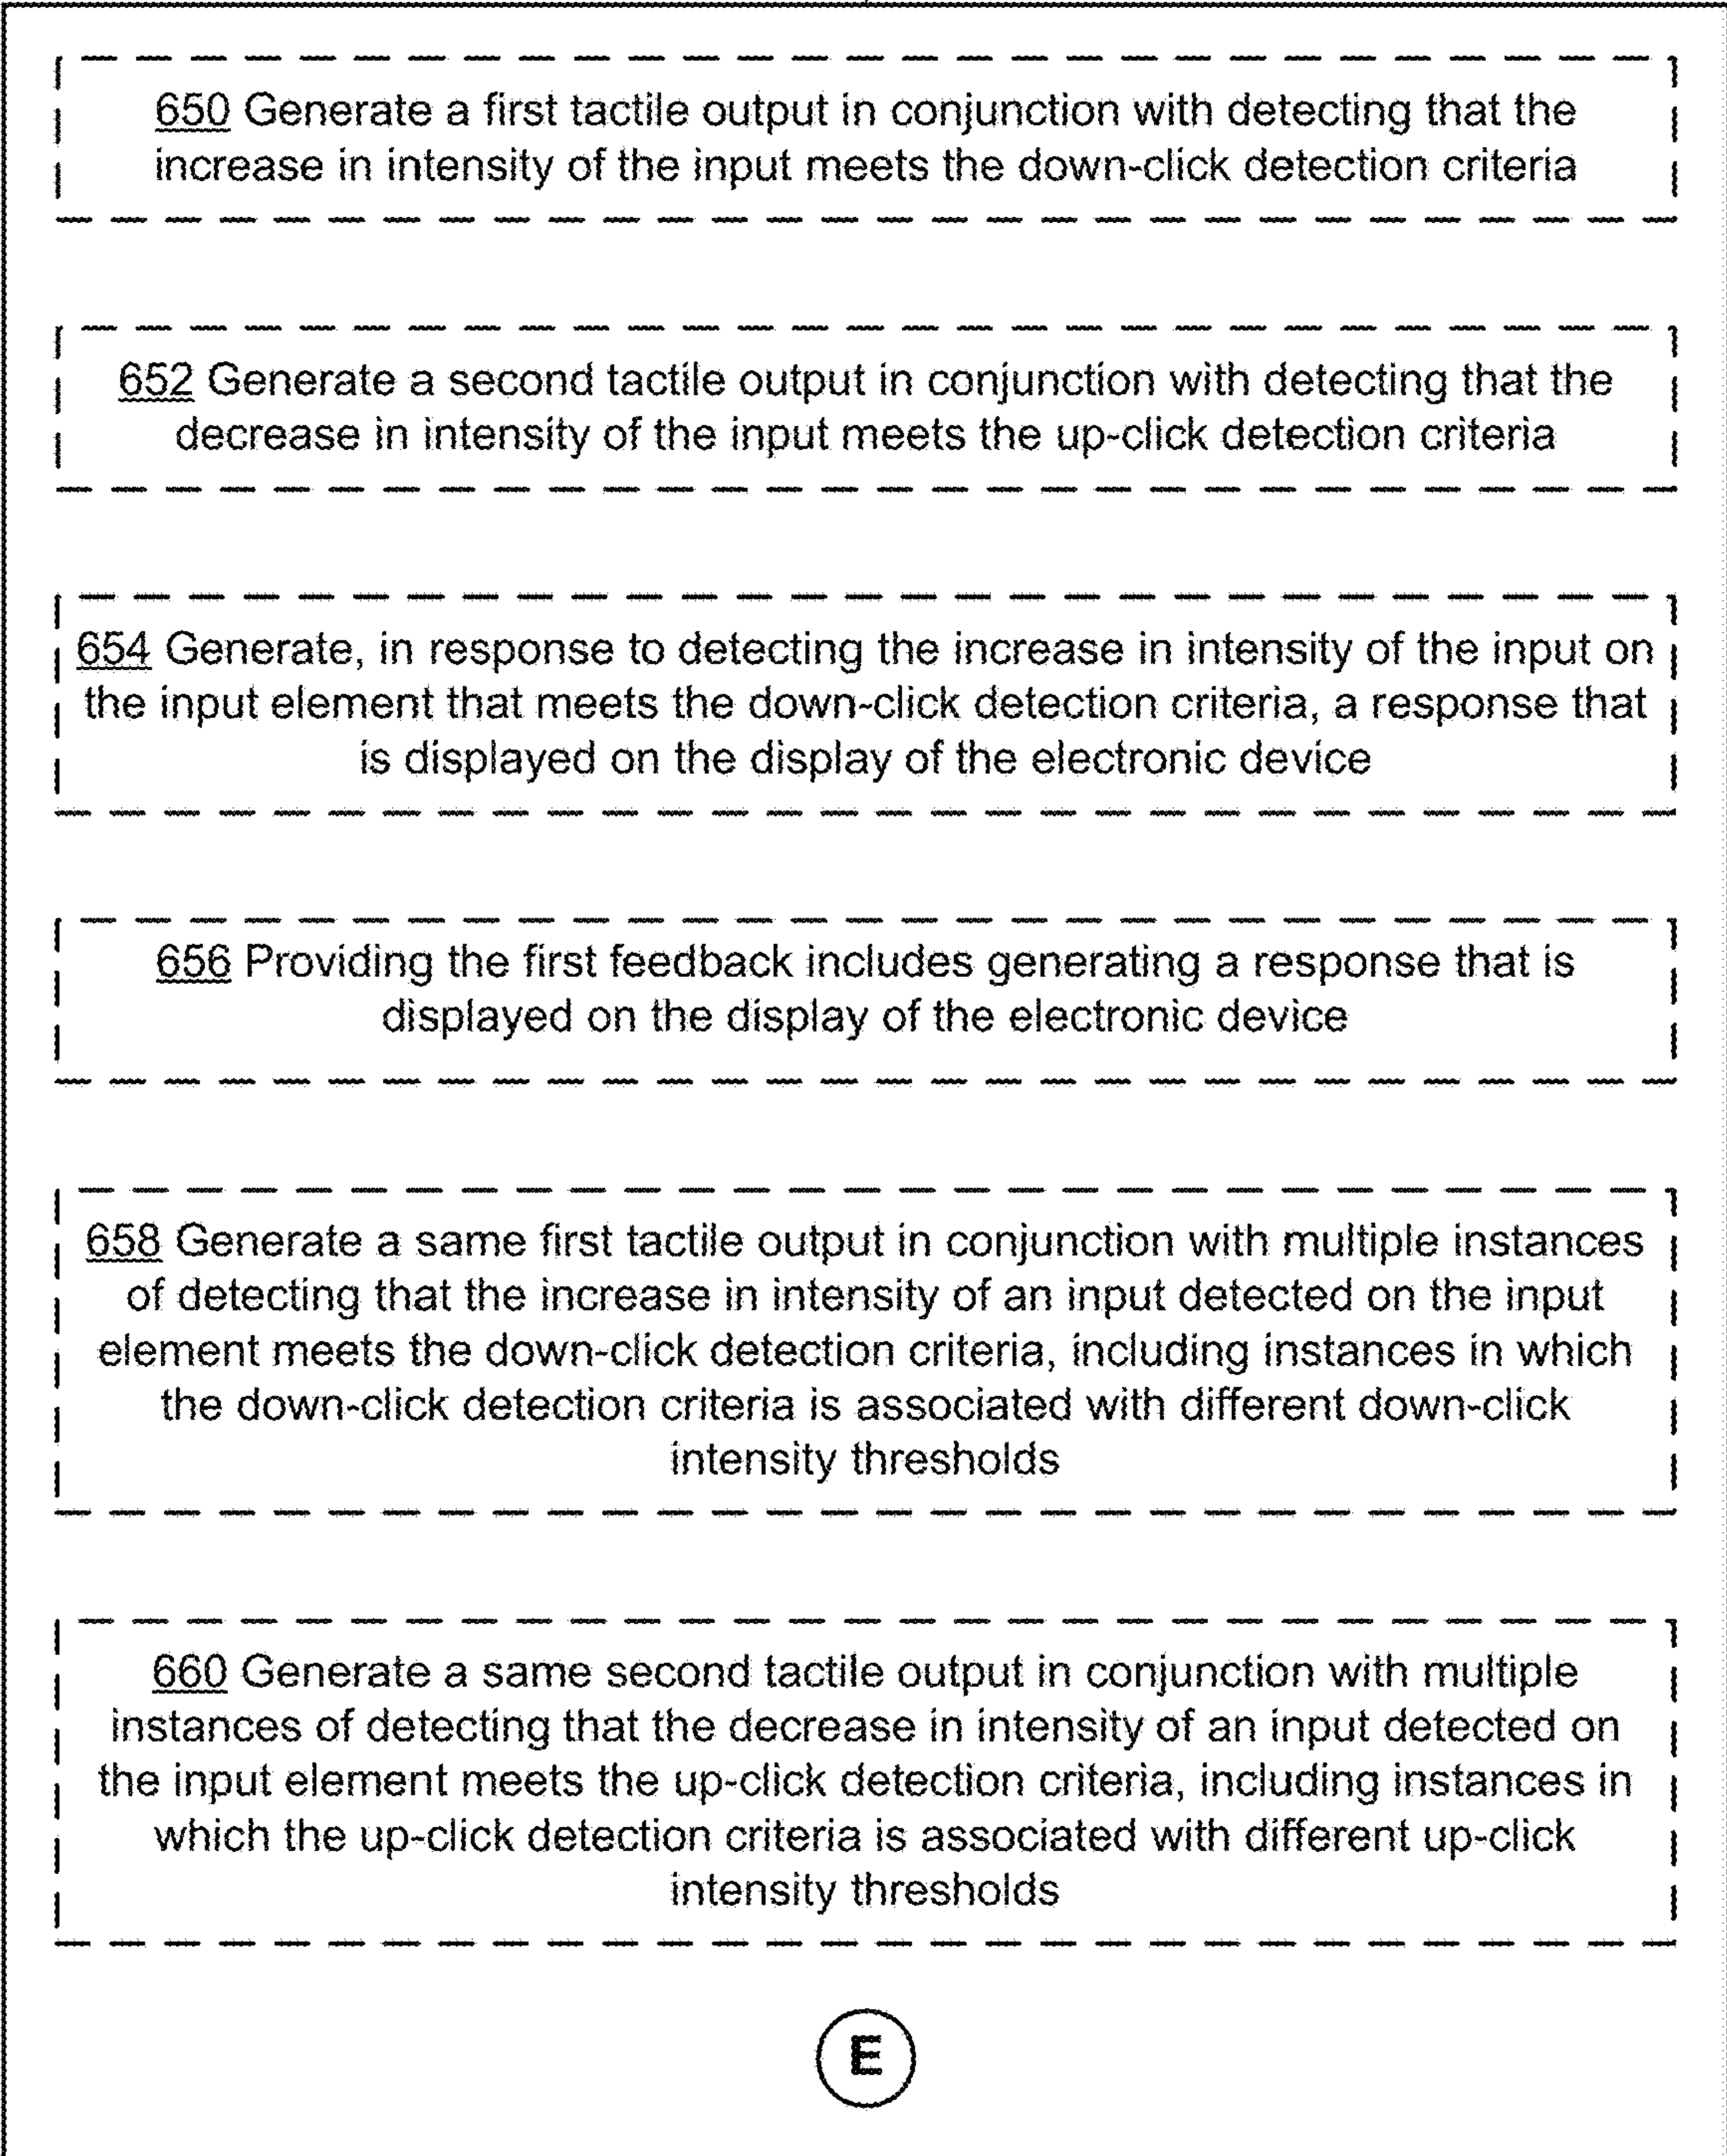 650 Generate a first tactile output in conjunction with detecting that the
increase in intensity of the input meets the down-click detection criteria
652 Generate a second tactile output in conjunction with detecting that the
decrease in intensity of the input meets the up-click detection criteria
654 Generate, in response to detecting the increase in intensity of the input on
the input element that meets the down-click detection criteria, a response that
is displayed on the display of the electronic device
656 Providing the first feedback includes generating a response that is
displayed on the display of the electronic device
658 Generate a same first tactile output in conjunction with multiple instances
of detecting that the increase in intensity of an input detected on the input
element meets the down-click detection criteria, including instances in which
the down-click detection criteria is associated with different down-click
intensity thresholds
660 Generate a same second tactile output in conjunction with multiple
instances of detecting that the decrease in intensity of an input detected on
the input element meets the up-click detection criteria, including instances in
which the up-click detection criteria is associated with different up-click
intensity thresholds
E